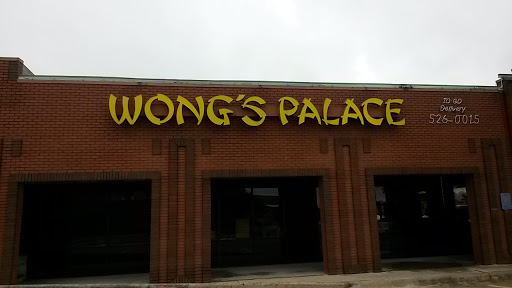 WONG'S PALACE
TO GO
Delivery
526-0015